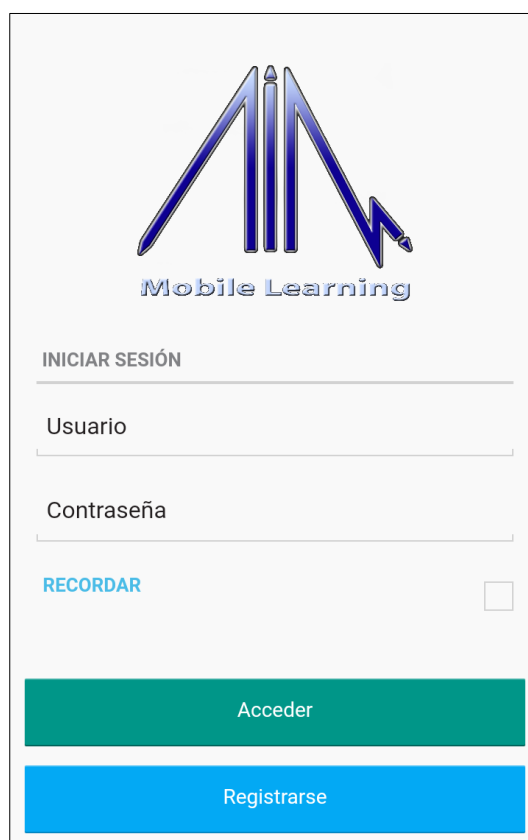 Mobile Learning
INICIAR SESIÓN
Usuario
Contraseña
RECORDAR
Acceder
Registrarse